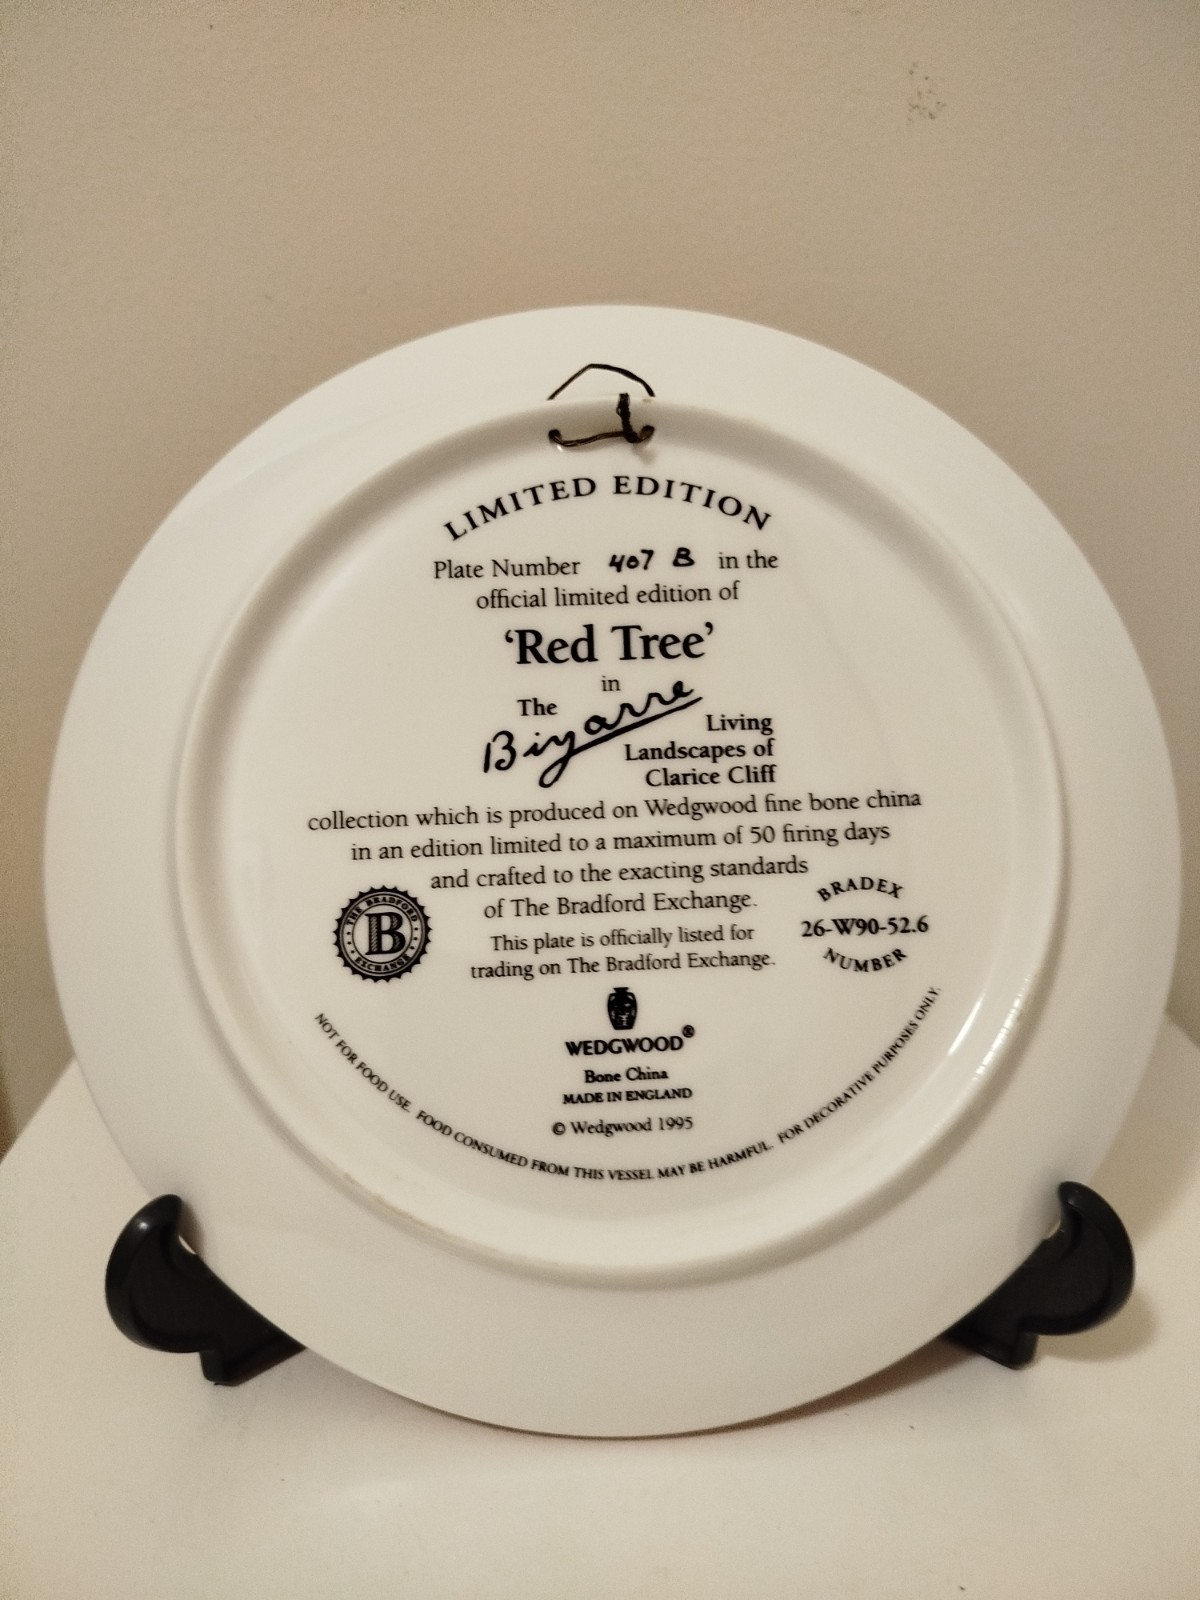 LIMITED EDITION
Plate Number 407 B in the
official limited edition of
‘Red Tree’
in
The
Bizarre
Living
Landscapes of
Clarice Cliff
collection which is produced on Wedgwood fine bone china
in an edition limited to a maximum of 50 firing days
and crafted to the exacting standards
of The Bradford Exchange.
This plate is officially listed for
trading on The Bradford Exchange.
THE BRADFORD
B
EXCHANGE
BRADEX
26-W90-52.6
NUMBER
WEDGWOOD®
Bone China
MADE IN ENGLAND
© Wedgwood 1995
NOT FOR FOOD USE. FOOD CONSUMED FROM THIS VESSEL MAY BE HARMFUL. FOR DECORATIVE PURPOSES ONLY.